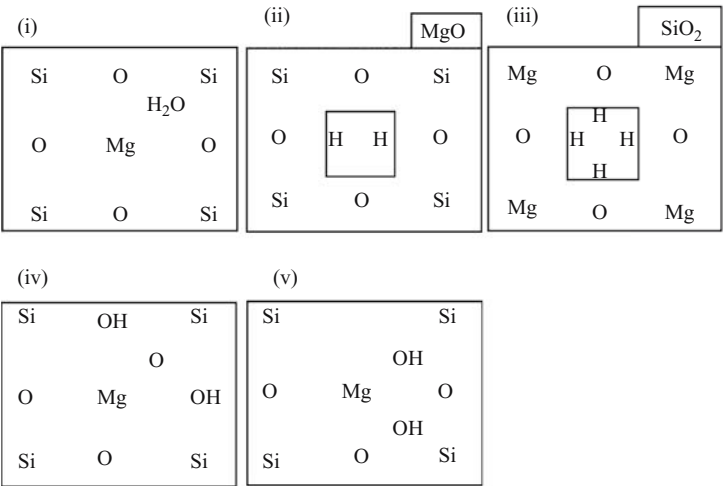 (i)
Si O Si
H₂O
O Mg O
Si O Si
(ii)
MgO
Si O Si
O H H O
Si O Si
(iii)
SiO₂
Mg O Mg
H
O H H O
H
Mg O Mg
(iv)
Si OH Si
O
O Mg OH
Si O Si
(v)
Si Si
OH
O Mg O
OH
Si O Si